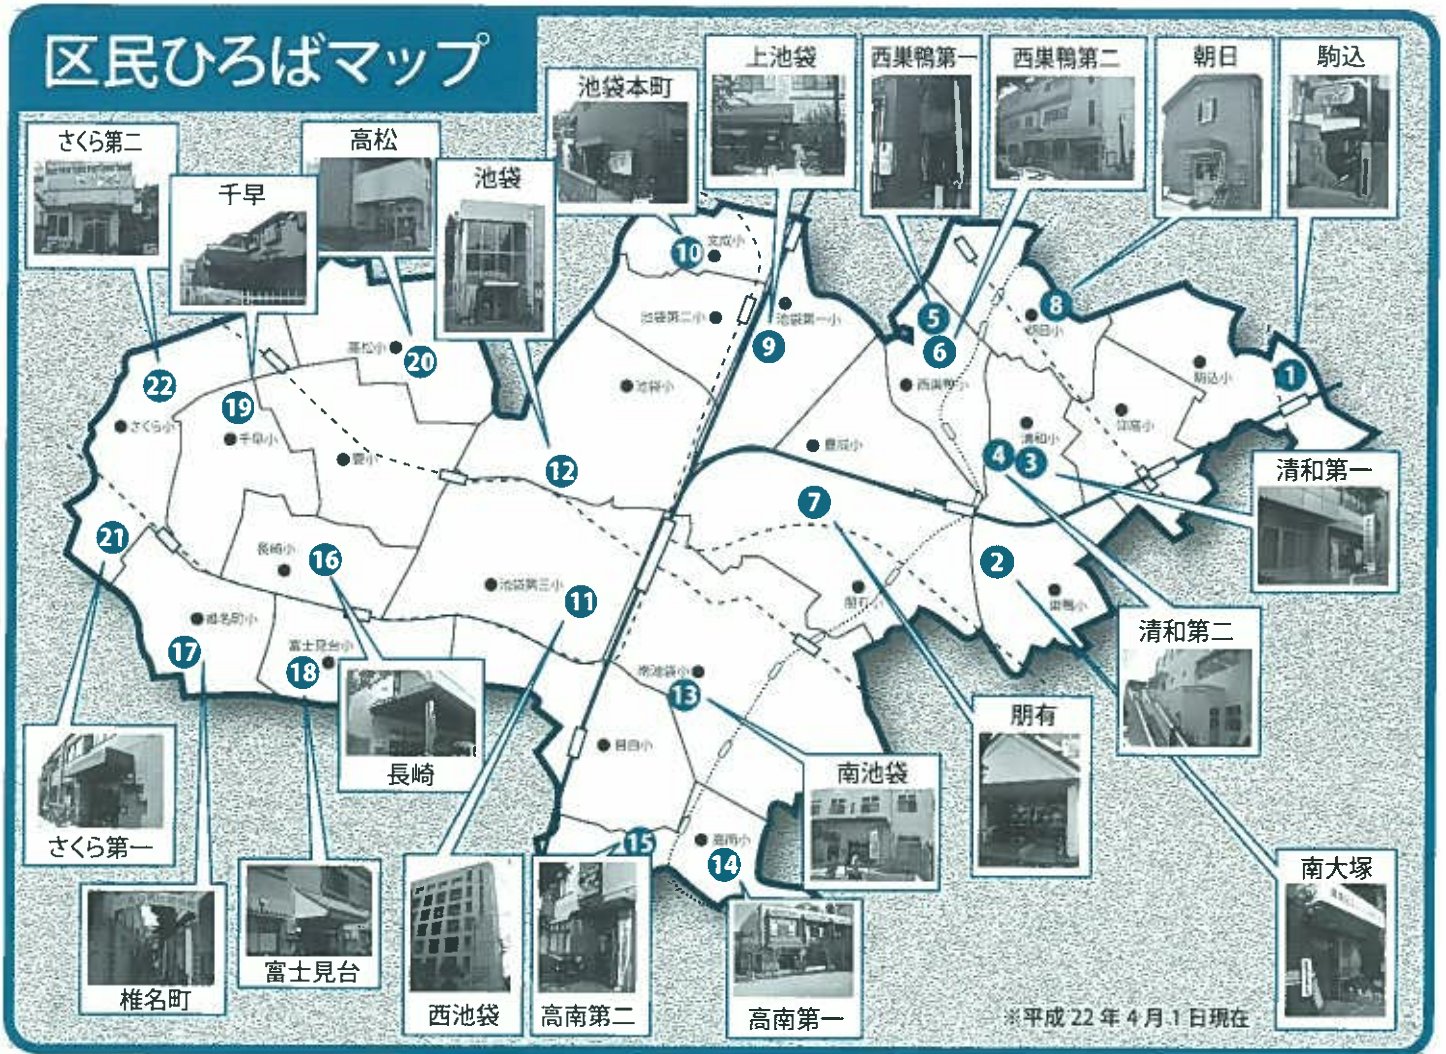 区民ひろばマップ
さくら第二
千早
高松
池袋
池袋本町
上池袋
西巣鴨第一
西巣鴨第二
朝日
駒込
文成小
10
池袋第二小
池袋第一小
9
5
6
8
朝日小
1
駒込小
高松小
20
22
19
さくら小
千早小
要小
池袋小
12
西巣鴨小
豊成小
清和小
仰高小
4
3
7
清和第一
21
長崎小
16
池袋第三小
11
2
朋有小
巣鴨小
椎名町小
17
富士見台小
18
南池袋小
13
清和第二
長崎
目白小
朋有
南池袋
さくら第一
15
高南小
14
南大塚
椎名町
富士見台
西池袋
高南第二
高南第一
※平成22年4月1日現在